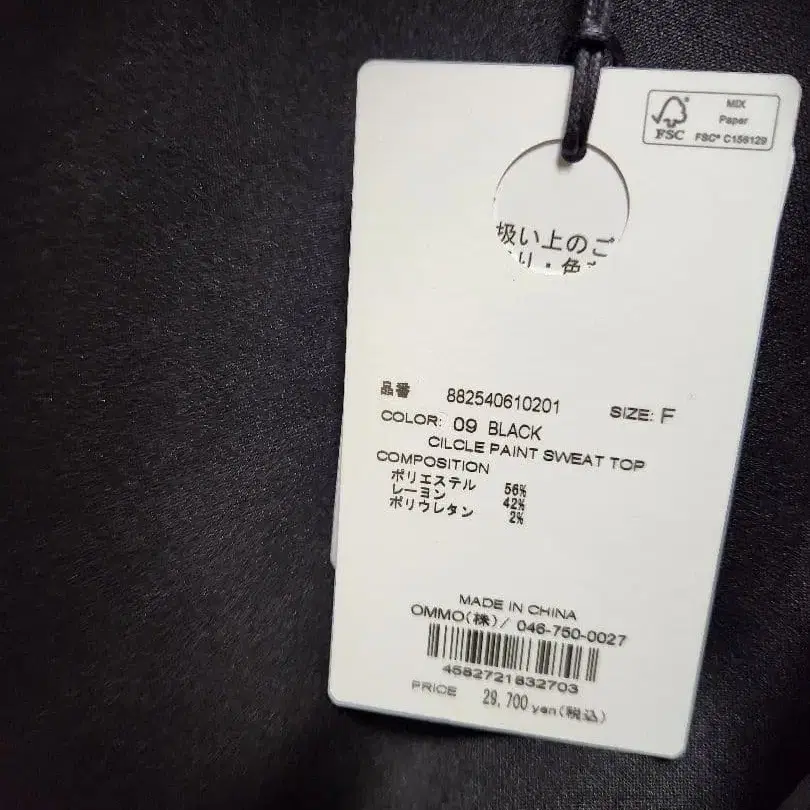 MIX
Paper
FSC® C156129
FSC
扱い上のご
り・色
品番 882540610201 SIZE: F
COLOR: 09 BLACK
CILCLE PAINT SWEAT TOP
COMPOSITION
ポリエステル 56%
レーヨン 42%
ポリウレタン 2%
MADE IN CHINA
OMMO(株)/ 046-750-0027
4582721832703
PRICE 29,700 yen(税込)